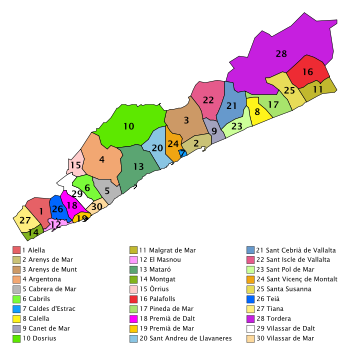 28
16
11
25
22
21
17
8
23
3
9
10
2
24
7
20
13
4
15
5
6
29
30
18
19
26
1
12
27
14
1 Alella
2 Arenys de Mar
3 Arenys de Munt
4 Argentona
5 Cabrera de Mar
6 Cabrils
7 Caldes d'Estrac
8 Calella
9 Canet de Mar
10 Dosrius
11 Malgrat de Mar
12 El Masnou
13 Mataró
14 Montgat
15 Òrrius
16 Palafolls
17 Pineda de Mar
18 Premià de Dalt
19 Premià de Mar
20 Sant Andreu de Llavaneres
21 Sant Cebrià de Vallalta
22 Sant Iscle de Vallalta
23 Sant Pol de Mar
24 Sant Vicenç de Montalt
25 Santa Susanna
26 Teià
27 Tiana
28 Tordera
29 Vilassar de Dalt
30 Vilassar de Mar